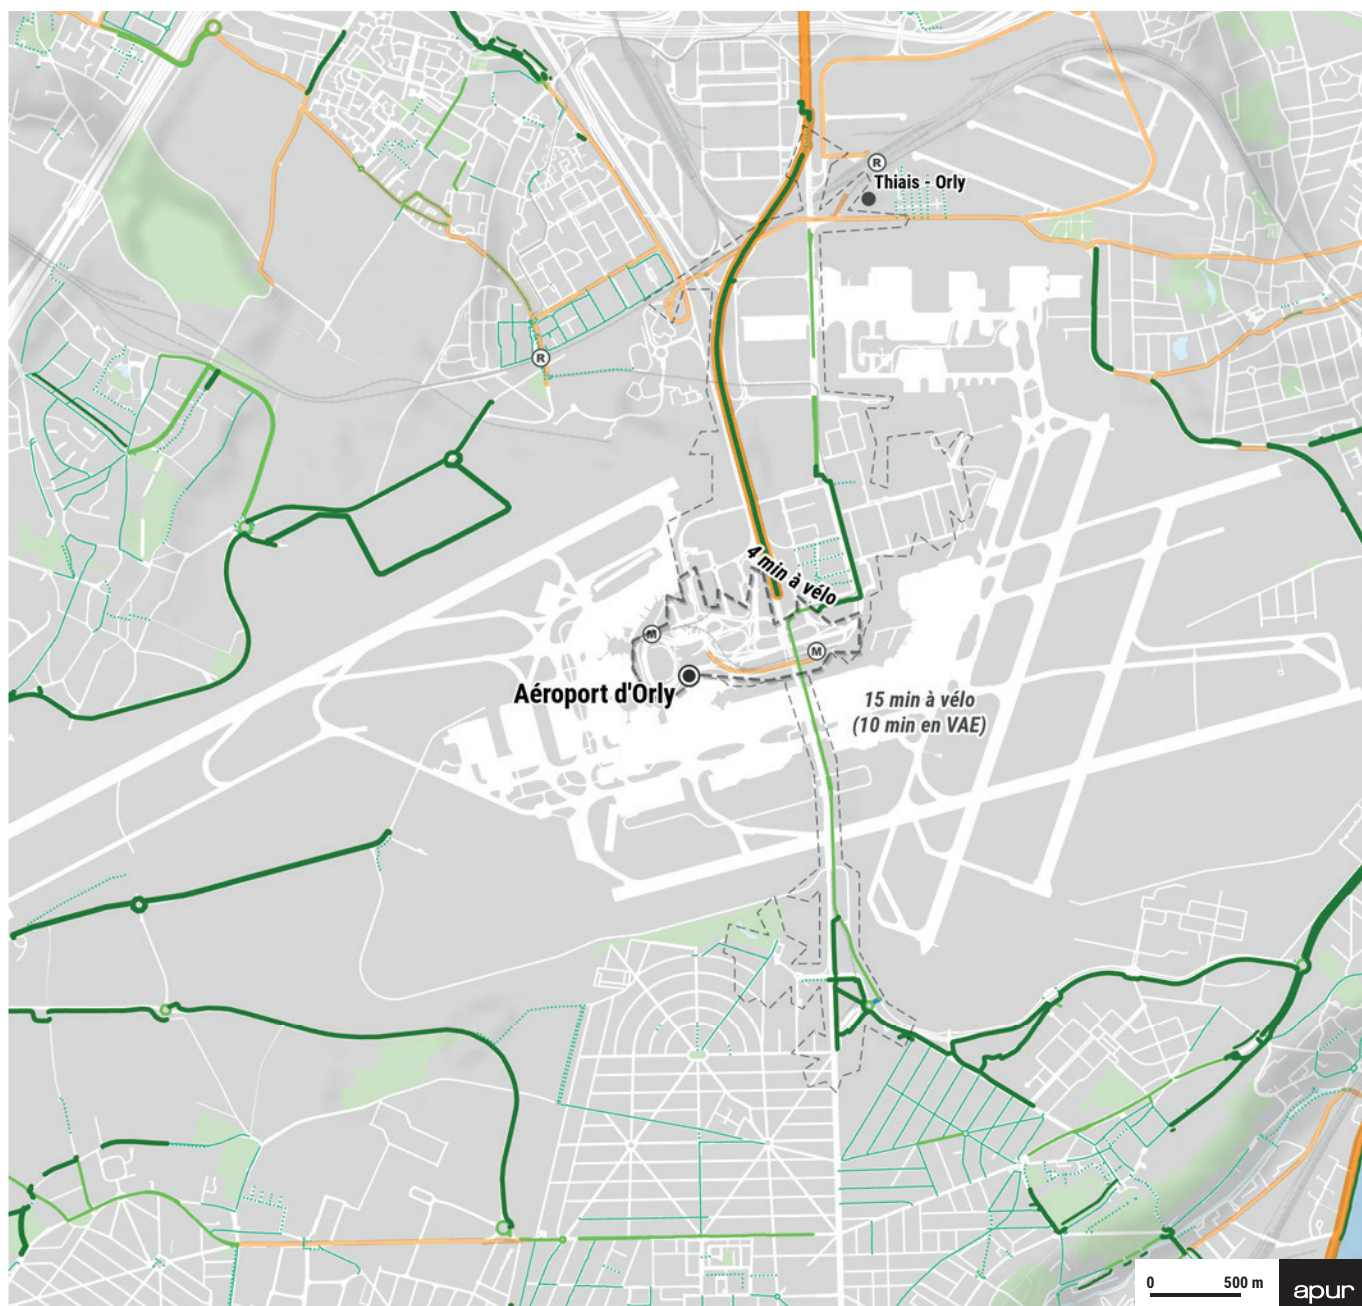 R
Thiais - Orly
R
4 min à vélo
M
M
Aéroport d'Orly
15 min à vélo
(10 min en VAE)
0 500 m
apur